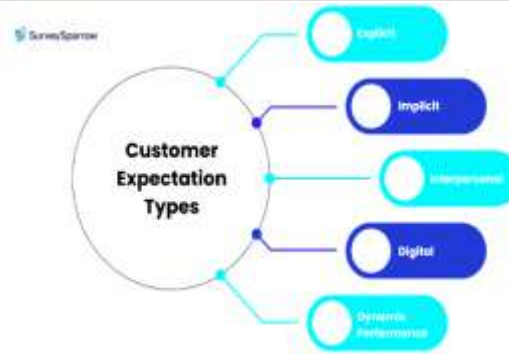 SurveySparrow
Explicit
Implicit
Customer
Expectation
Types
Interpersonal
Digital
Dynamic
Performance